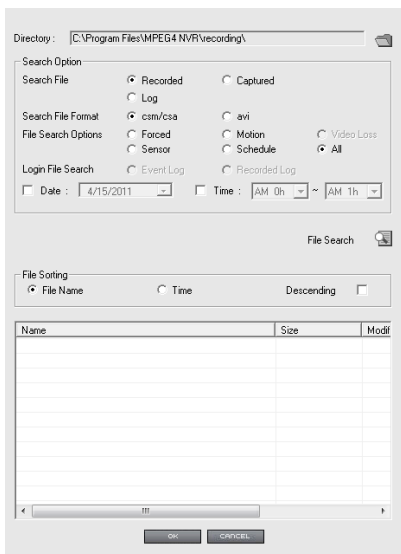 Directory : C:\Program Files\MPEG4 NVR\recording\
Search Option
Search File Recorded Captured
Log
Search File Format csm/csa avi
File Search Options Forced Motion Video Loss
Sensor Schedule All
Login File Search Event Log Recorded Log
Date : 4/15/2011 Time : AM 0h ~ AM 1h
File Search
File Sorting
File Name Time Descending
Name Size Modif
OK CANCEL